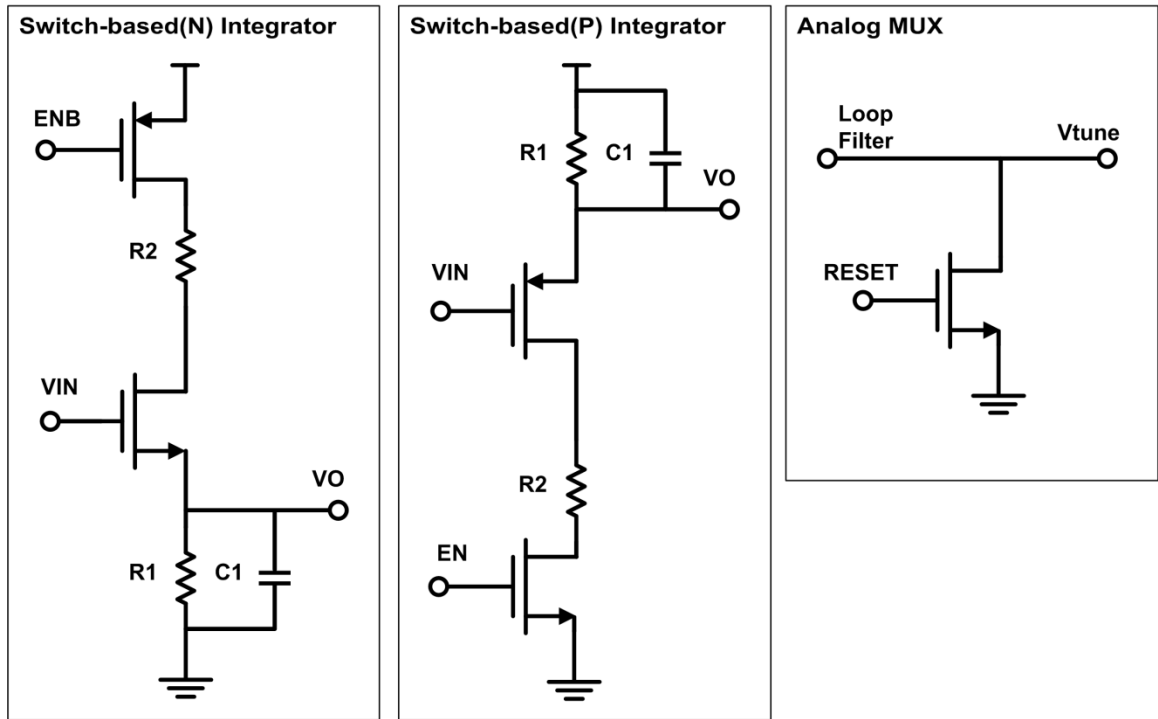 Switch-based(N) Integrator
ENB
R2
VIN
VO
R1
C1
Switch-based(P) Integrator
R1
C1
VO
VIN
R2
EN
Analog MUX
Loop
Filter
Vtune
RESET